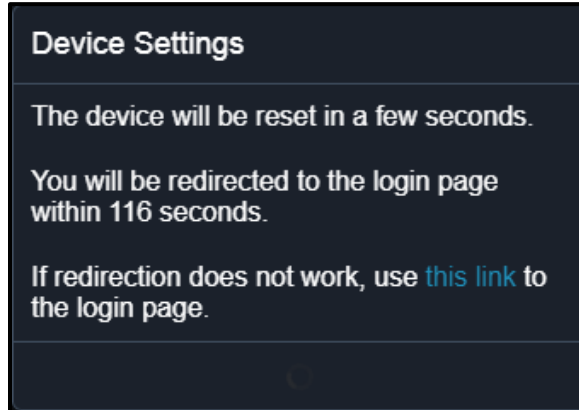 Device Settings
The device will be reset in a few seconds.
You will be redirected to the login page
within 116 seconds.
If redirection does not work, use this link to
the login page.